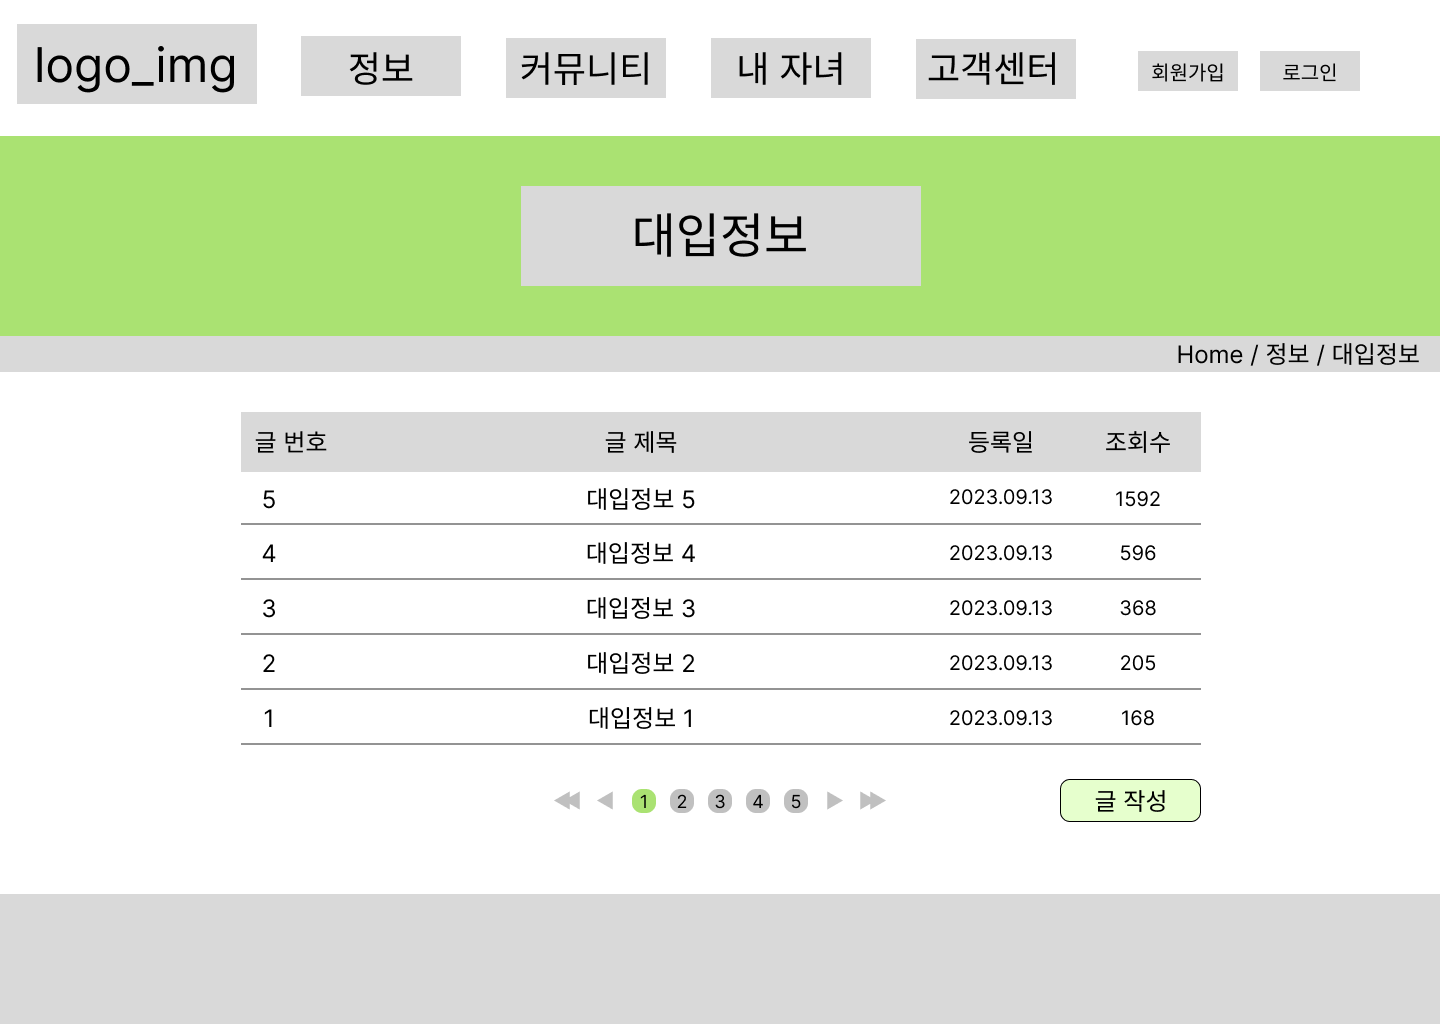 logo_img 정보 커뮤니티 내 자녀 고객센터 회원가입 로그인
대입정보
Home / 정보 / 대입정보
글 번호 글 제목 등록일 조회수
5 대입정보 5 2023.09.13 1592
4 대입정보 4 2023.09.13 596
3 대입정보 3 2023.09.13 368
2 대입정보 2 2023.09.13 205
1 대입정보 1 2023.09.13 168
1 2 3 4 5 글 작성